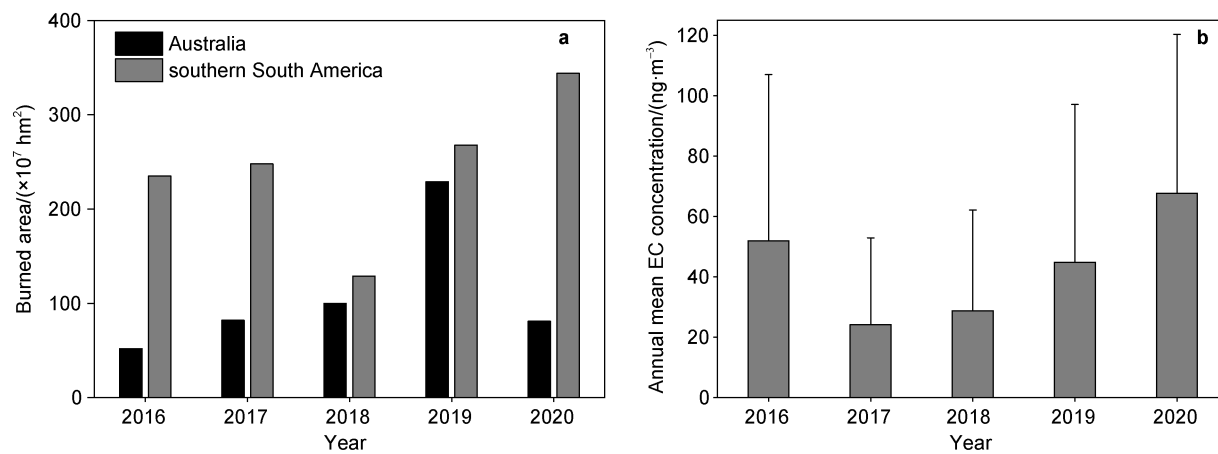 a
Australia
southern South America
Burned area/(×10⁷ hm²)
400
300
200
100
0
2016 2017 2018 2019 2020
Year
b
Annual mean EC concentration/(ng·m⁻³)
120
100
80
60
40
20
0
2016 2017 2018 2019 2020
Year